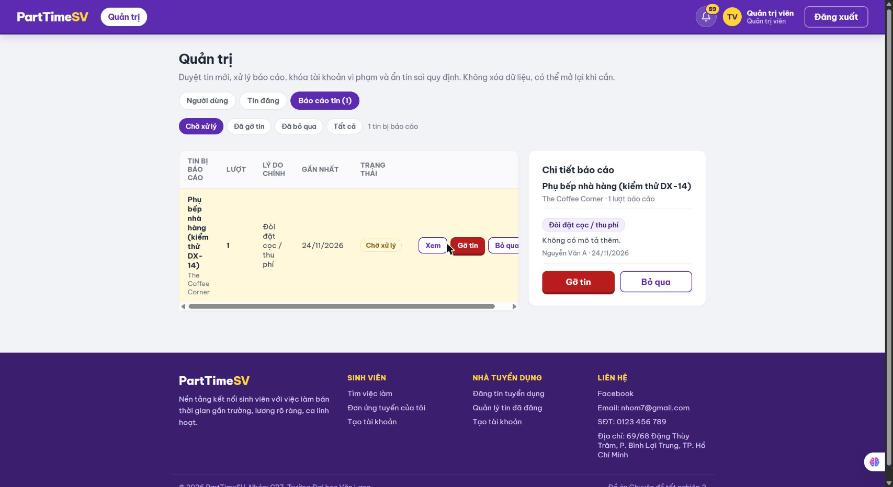 PartTimeSV
Quản trị
89
TV
Quản trị viên
Quản trị viên
Đăng xuất
Quản trị
Duyệt tin mới, xử lý báo cáo, khóa tài khoản vi phạm và ẩn tin sai quy định. Không xóa dữ liệu, có thể mở lại khi cần.
Người dùng
Tin đăng
Báo cáo tin (1)
Chờ xử lý
Đã gỡ tin
Đã bỏ qua
Tất cả
1 tin bị báo cáo
TIN BỊ
BÁO
CÁO
LƯỢT
LÝ DO
CHÍNH
GẦN NHẤT
TRẠNG
THÁI
Phụ
bếp
nhà
hàng
(kiểm
thử
DX-
14)
The
Coffee
Corner
1
Đòi
đặt
cọc /
thu
phí
24/11/2026
Chờ xử lý
Xem
Gỡ tin
Bỏ qua
Chi tiết báo cáo
Phụ bếp nhà hàng (kiểm thử DX-14)
The Coffee Corner · 1 lượt báo cáo
Đòi đặt cọc / thu phí
Không có mô tả thêm.
Nguyễn Văn A · 24/11/2026
Gỡ tin
Bỏ qua
PartTimeSV
Nền tảng kết nối sinh viên với việc làm bán
thời gian gần trường, lương rõ ràng, ca linh
hoạt.
SINH VIÊN
Tìm việc làm
Đơn ứng tuyển của tôi
Tạo tài khoản
NHÀ TUYỂN DỤNG
Đăng tin tuyển dụng
Quản lý tin đã đăng
Tạo tài khoản
LIÊN HỆ
Facebook
Email: nhom7@gmail.com
SĐT: 0123 456 789
Địa chỉ: 69/68 Đặng Thùy
Trâm, P. Bình Lợi Trung, TP. Hồ
Chí Minh